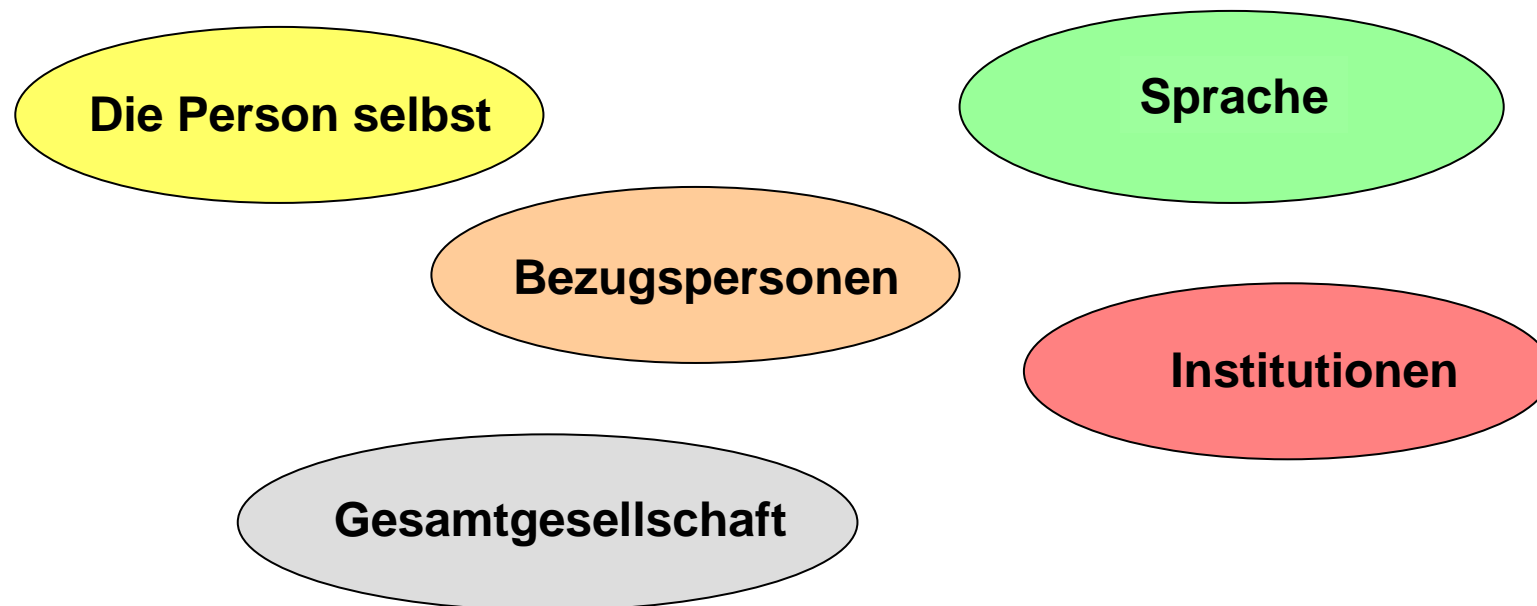 Die Person selbst
Sprache
Bezugspersonen
Institutionen
Gesamtgesellschaft